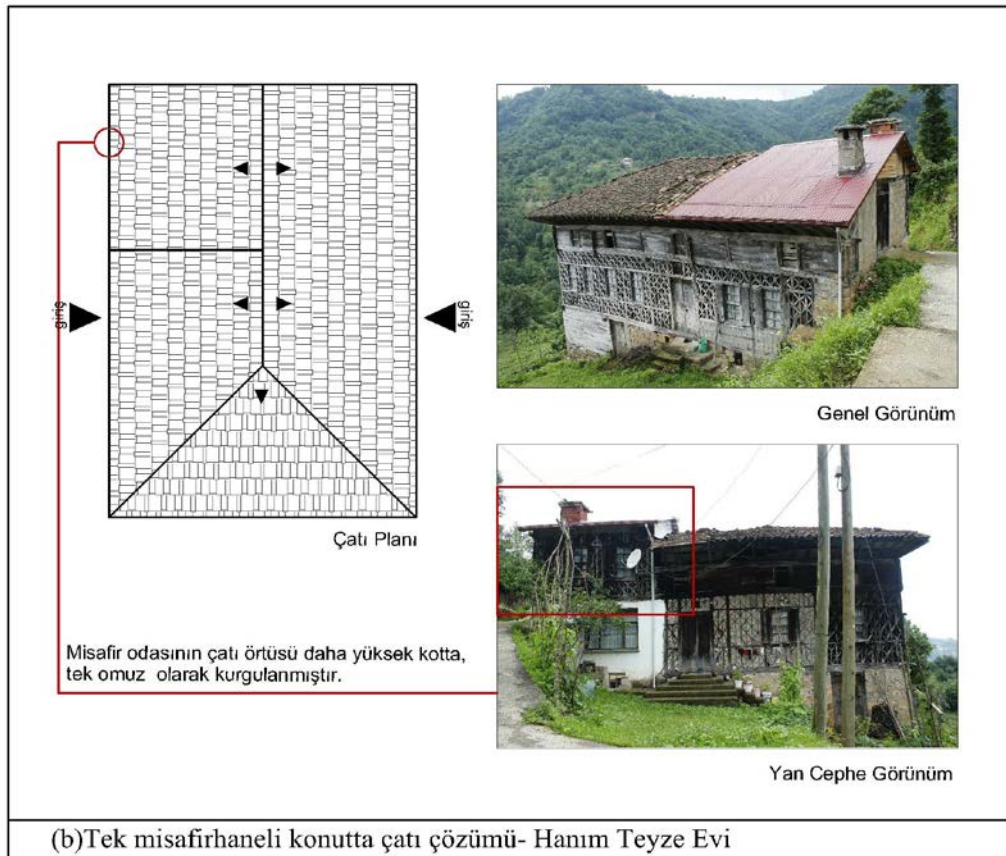 giriş
giriş
Çatı Planı
Genel Görünüm
Misafir odasının çatı örtüsü daha yüksek kotta,
tek omuz olarak kurgulanmıştır.
Yan Cephe Görünüm
(b)Tek misafirhaneli konutta çatı çözümü- Hanım Teyze Evi